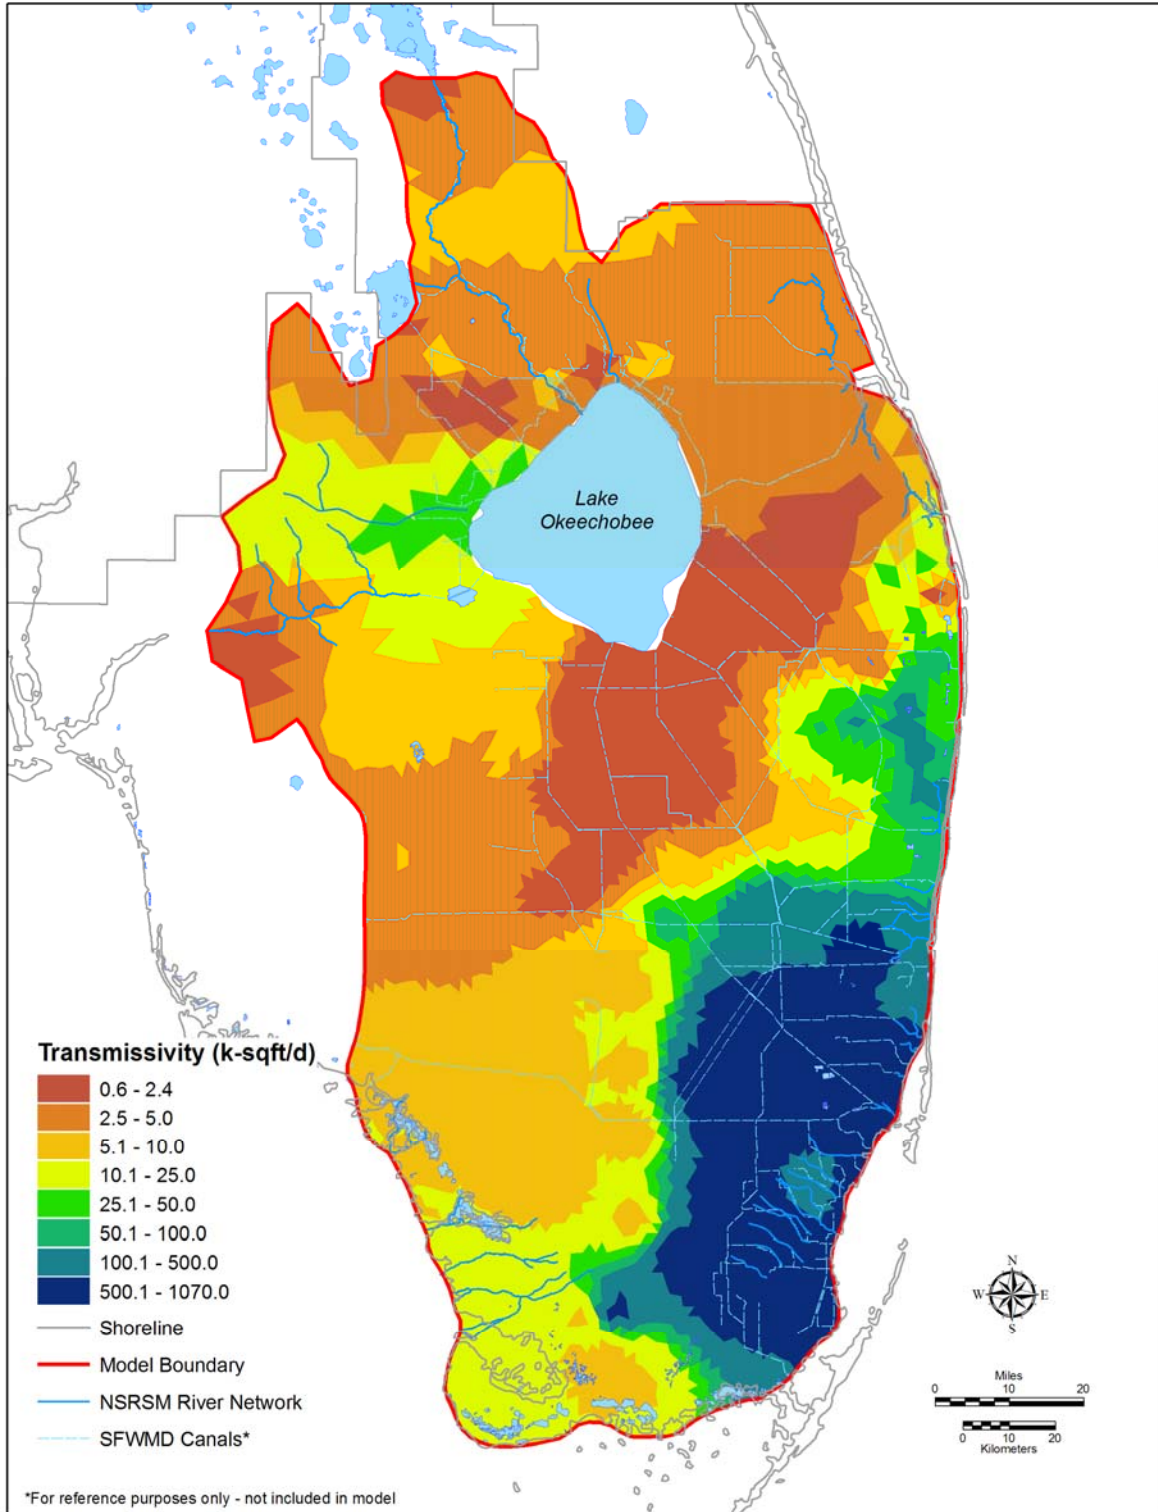 Lake
Okeechobee
Transmissivity (k-sqft/d)
0.6 - 2.4
2.5 - 5.0
5.1 - 10.0
10.1 - 25.0
25.1 - 50.0
50.1 - 100.0
100.1 - 500.0
500.1 - 1070.0
Shoreline
Model Boundary
NSRSM River Network
SFWMD Canals*
*For reference purposes only - not included in model
N
W E
S
Miles
0 10 20
0 10 20
Kilometers